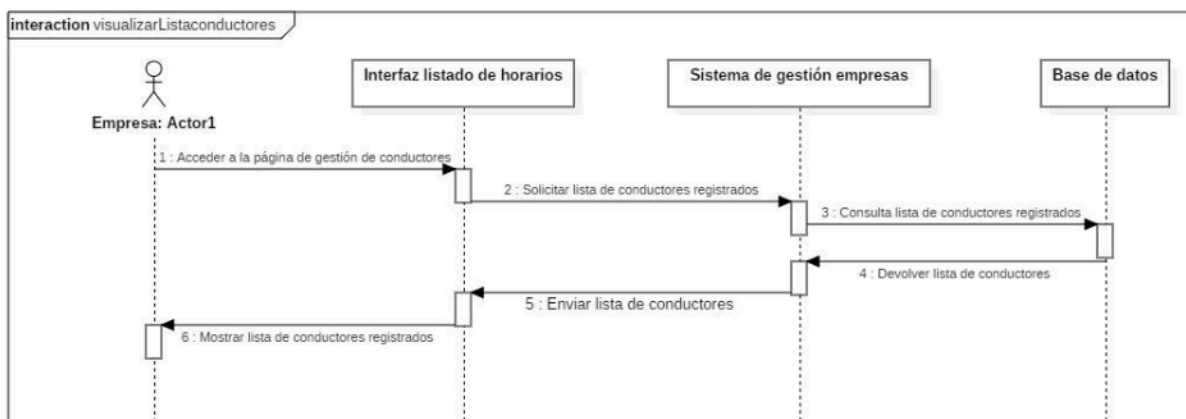 interaction visualizarListaconductores
Interfaz listado de horarios
Sistema de gestión empresas
Base de datos
Empresa: Actor1
1 : Acceder a la página de gestión de conductores
2 : Solicitar lista de conductores registrados
3 : Consulta lista de conductores registrados
4 : Devolver lista de conductores
5 : Enviar lista de conductores
6 : Mostrar lista de conductores registrados